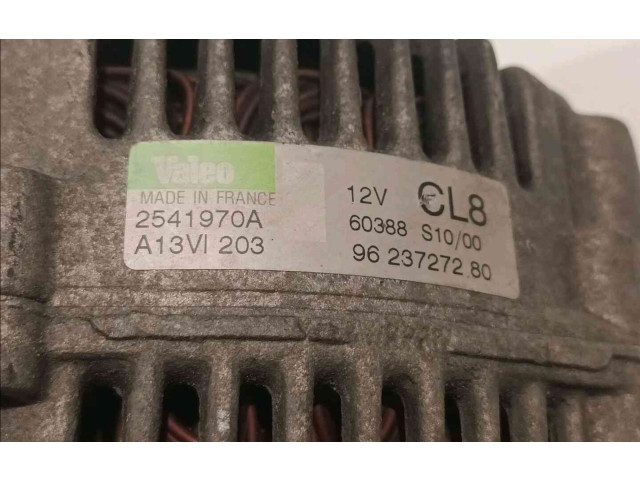 Valeo
MADE IN FRANCE
2541970A
A13VI 203
12V CL8
60388 S10/00
96 237272 80